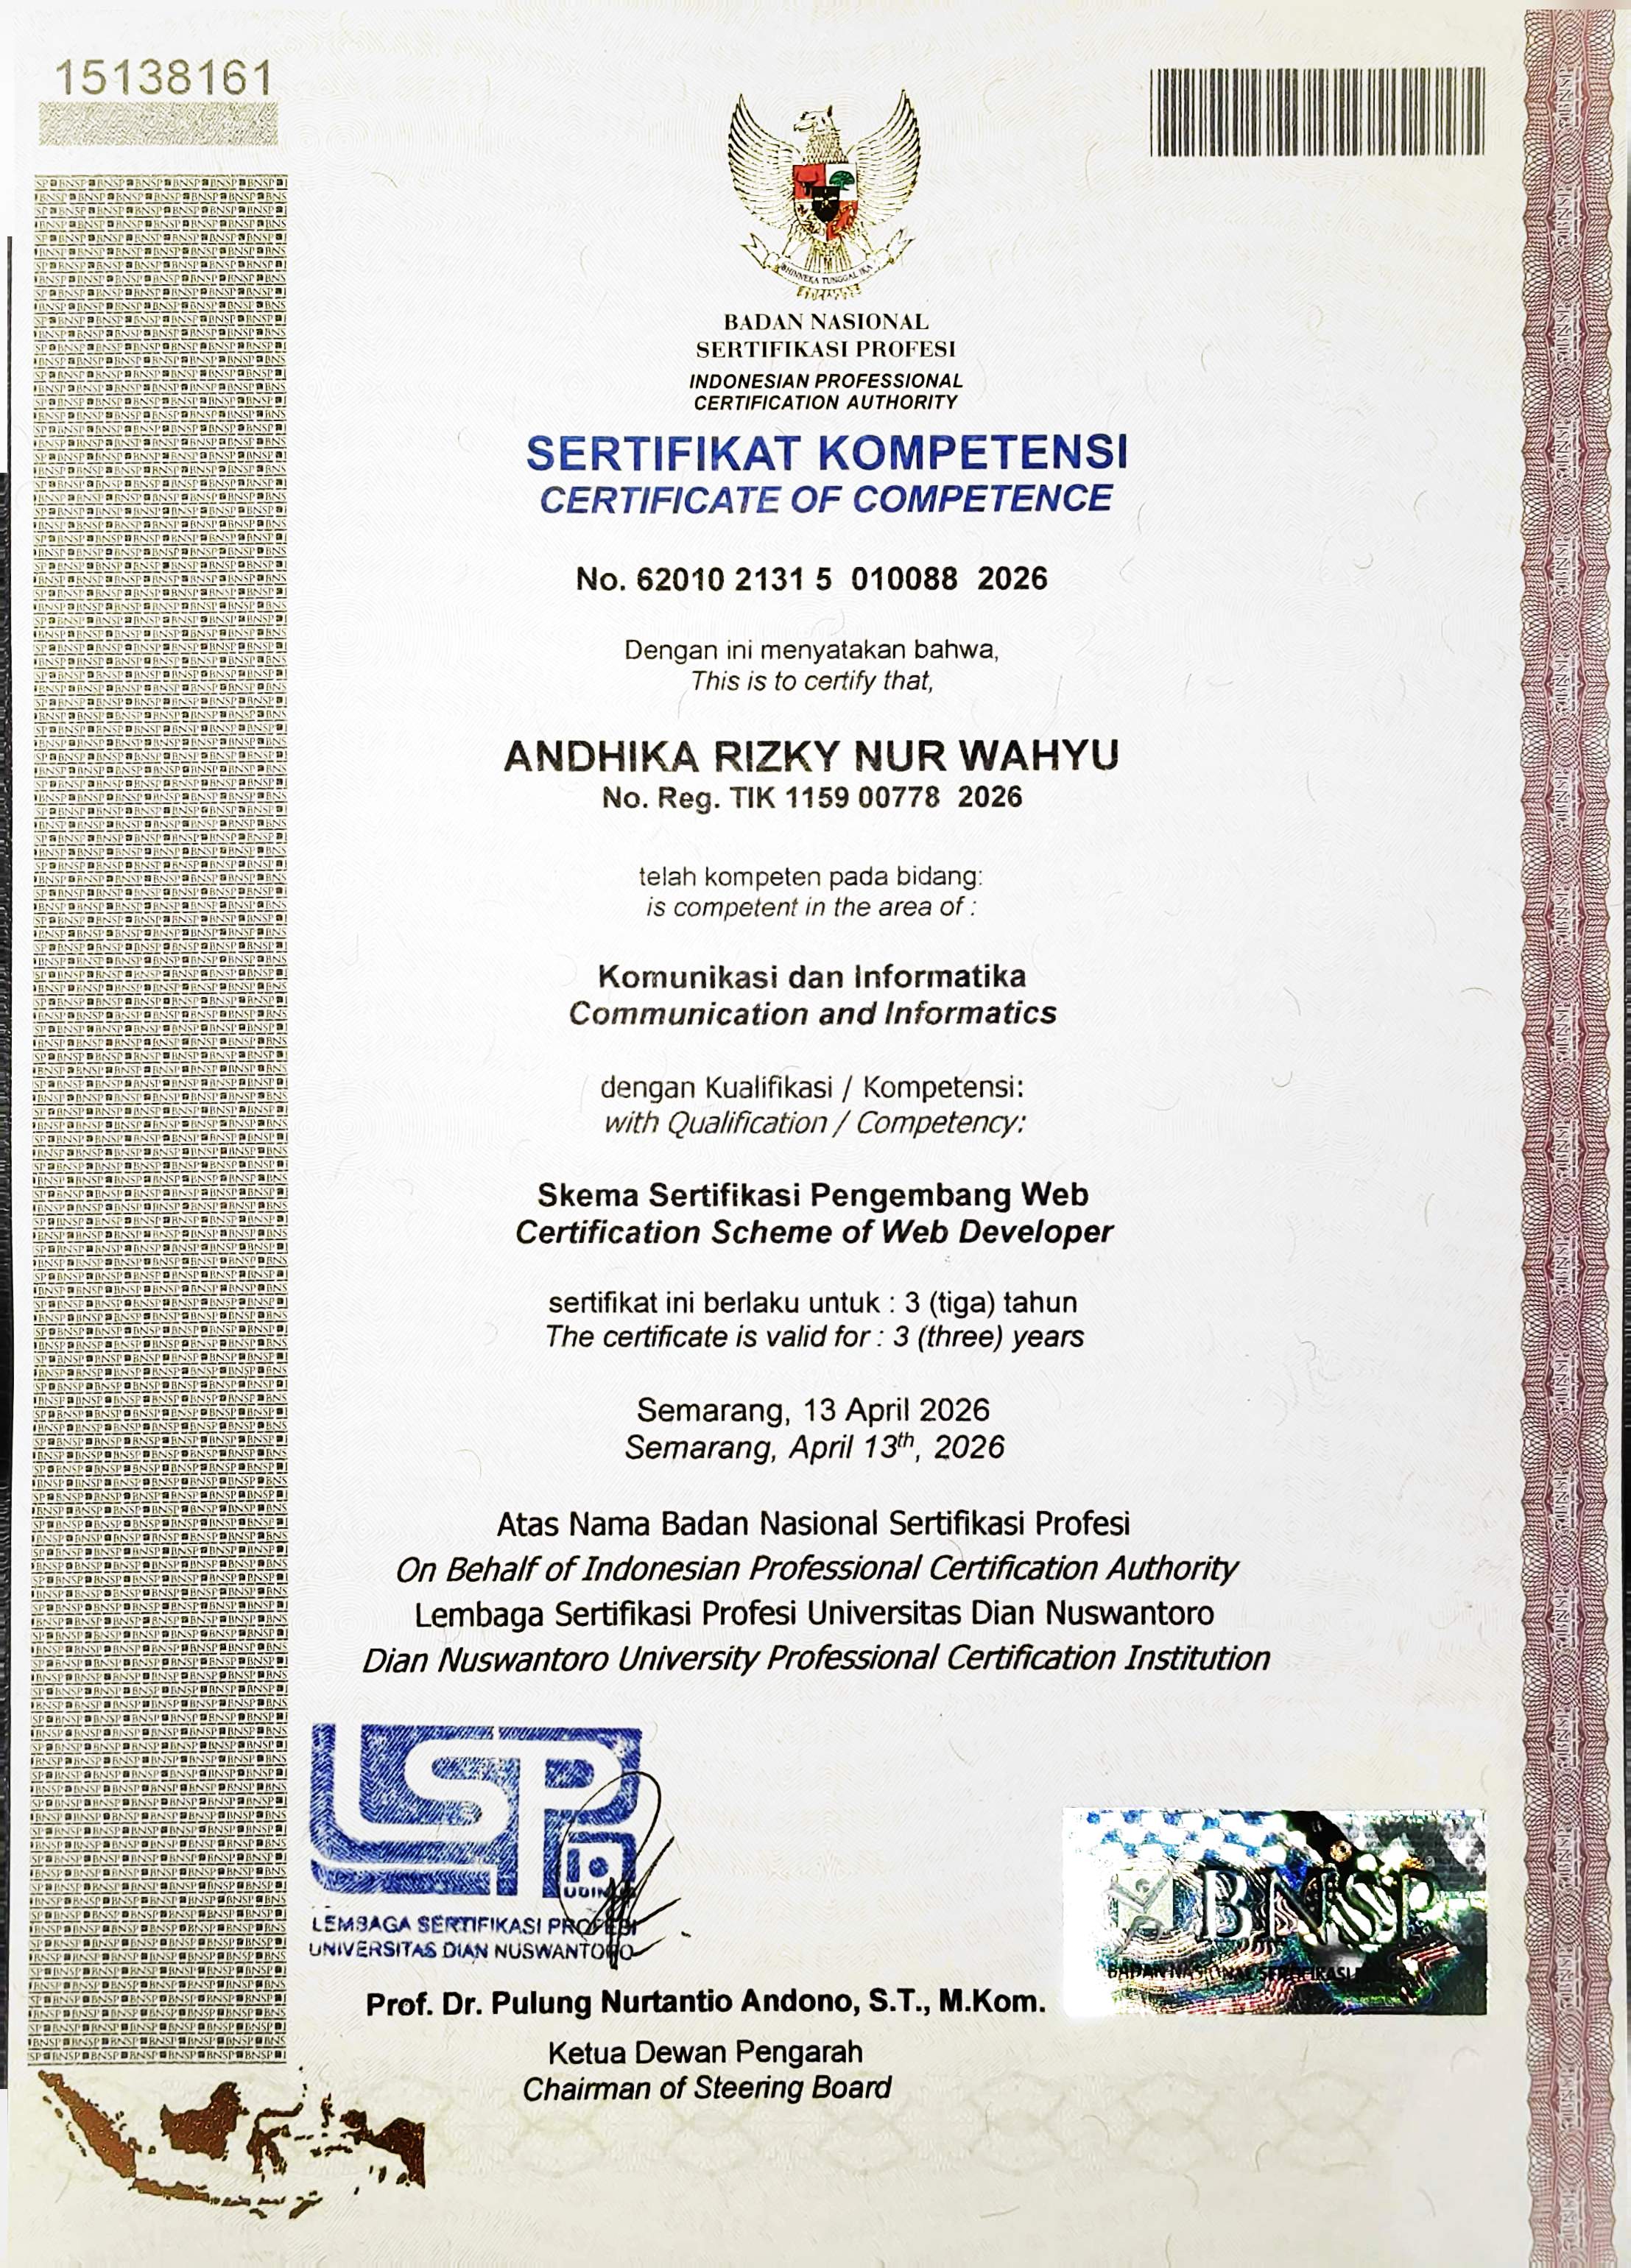 15138161
BHINNEKA TUNGGAL IKA
BADAN NASIONAL
SERTIFIKASI PROFESI
INDONESIAN PROFESSIONAL
CERTIFICATION AUTHORITY
SERTIFIKAT KOMPETENSI
CERTIFICATE OF COMPETENCE
No. 62010 2131 5 010088 2026
Dengan ini menyatakan bahwa,
This is to certify that,
ANDHIKA RIZKY NUR WAHYU
No. Reg. TIK 1159 00778 2026
telah kompeten pada bidang:
is competent in the area of :
Komunikasi dan Informatika
Communication and Informatics
dengan Kualifikasi / Kompetensi:
with Qualification / Competency:
Skema Sertifikasi Pengembang Web
Certification Scheme of Web Developer
sertifikat ini berlaku untuk : 3 (tiga) tahun
The certificate is valid for : 3 (three) years
Semarang, 13 April 2026
Semarang, April 13th, 2026
Atas Nama Badan Nasional Sertifikasi Profesi
On Behalf of Indonesian Professional Certification Authority
Lembaga Sertifikasi Profesi Universitas Dian Nuswantoro
Dian Nuswantoro University Professional Certification Institution
LSP
UDINUS
LEMBAGA SERTIFIKASI PROFESI
UNIVERSITAS DIAN NUSWANTORO
BNSP
BADAN NASIONAL SERTIFIKASI
Prof. Dr. Pulung Nurtantio Andono, S.T., M.Kom.
Ketua Dewan Pengarah
Chairman of Steering Board